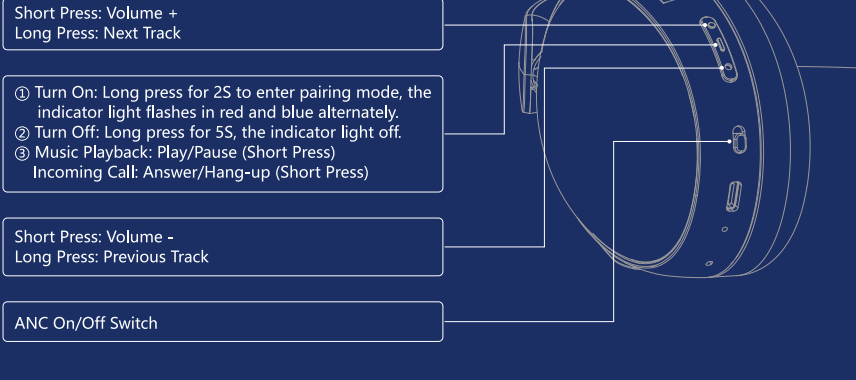 Short Press: Volume +
Long Press: Next Track
① Turn On: Long press for 2S to enter pairing mode, the
indicator light flashes in red and blue alternately.
② Turn Off: Long press for 5S, the indicator light off.
③ Music Playback: Play/Pause (Short Press)
Incoming Call: Answer/Hang-up (Short Press)
Short Press: Volume -
Long Press: Previous Track
ANC On/Off Switch